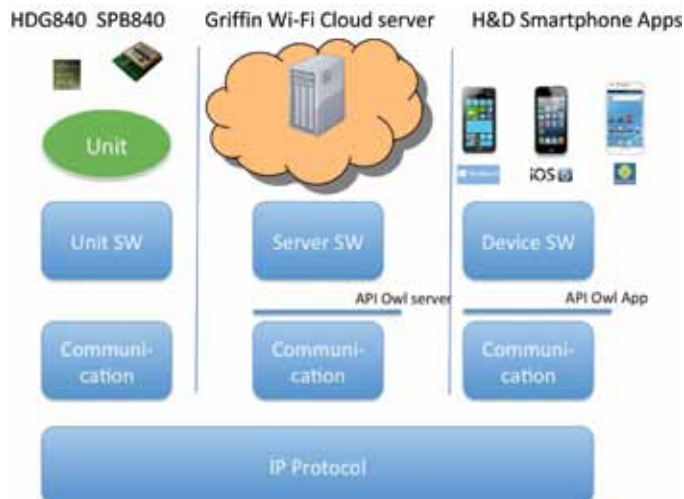 HDG840 SPB840
Griffin Wi-Fi Cloud server
H&D Smartphone Apps
Unit
iOS 6
Unit SW
Server SW
Device SW
API Owl server
API Owl App
Communi-
cation
Communi-
cation
Communi-
cation
IP Protocol